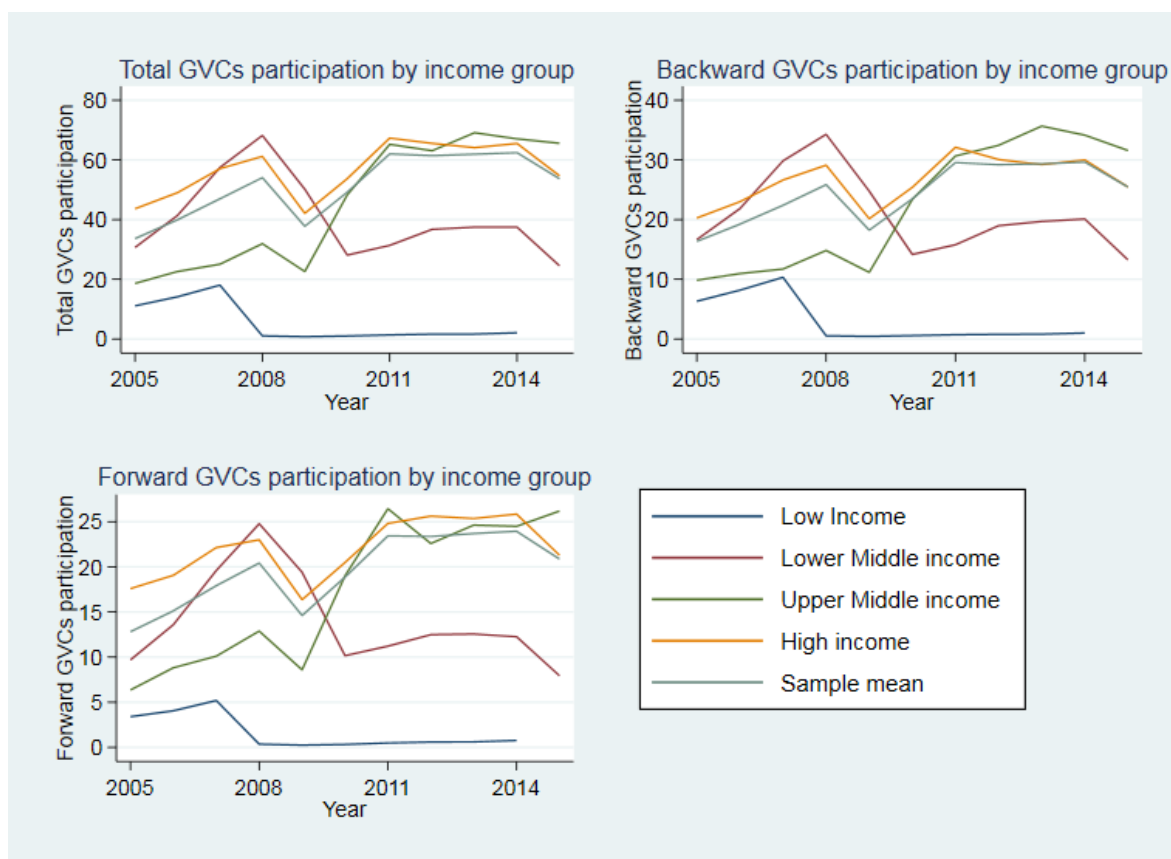 Total GVCs participation by income group
Total GVCs participation
80
60
40
20
0
2005
2008
2011
2014
Year
Backward GVCs participation by income group
Backward GVCs participation
40
30
20
10
0
2005
2008
2011
2014
Year
Forward GVCs participation by income group
Forward GVCs participation
25
20
15
10
5
0
2005
2008
2011
2014
Year
Low Income
Lower Middle income
Upper Middle income
High income
Sample mean